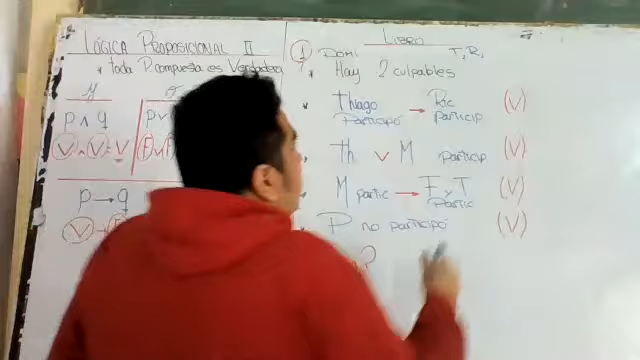 LÓGICA PROPOSICIONAL II
* toda P. compuesta es Verdadera
y
p ∧ q
p ∨
V ∧ V = V
F ∨ F
p → q
V → F
LIBRO
1 Domi T, R,
* Hay 2 culpables
* Thiago Participó → Ric particip (V)
Th ∨ M particip (V)
M partic → F y T Partic (V)
P no participó (V)
?